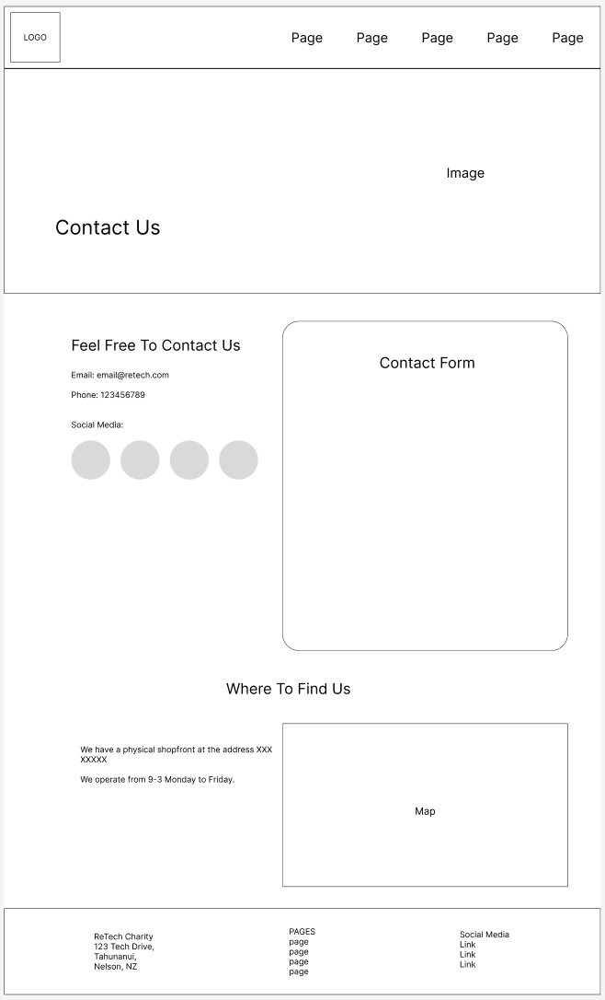 LOGO
Page
Page
Page
Page
Page
Image
Contact Us
Feel Free To Contact Us
Email: email@retech.com
Phone: 123456789
Social Media:
Contact Form
Where To Find Us
We have a physical shopfront at the address XXX
XXXXX
We operate from 9-3 Monday to Friday.
Map
ReTech Charity
123 Tech Drive,
Tahunanui,
Nelson, NZ
PAGES
page
page
page
page
Social Media
Link
Link
Link